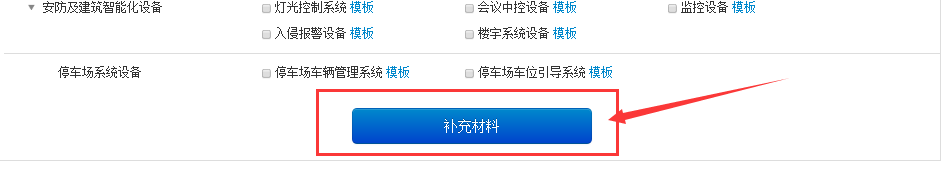 安防及建筑智能化设备 灯光控制系统 模板 会议中控设备 模板 监控设备 模板
入侵报警设备 模板 楼宇系统设备 模板
停车场系统设备 停车场车辆管理系统 模板 停车场车位引导系统 模板
补充材料